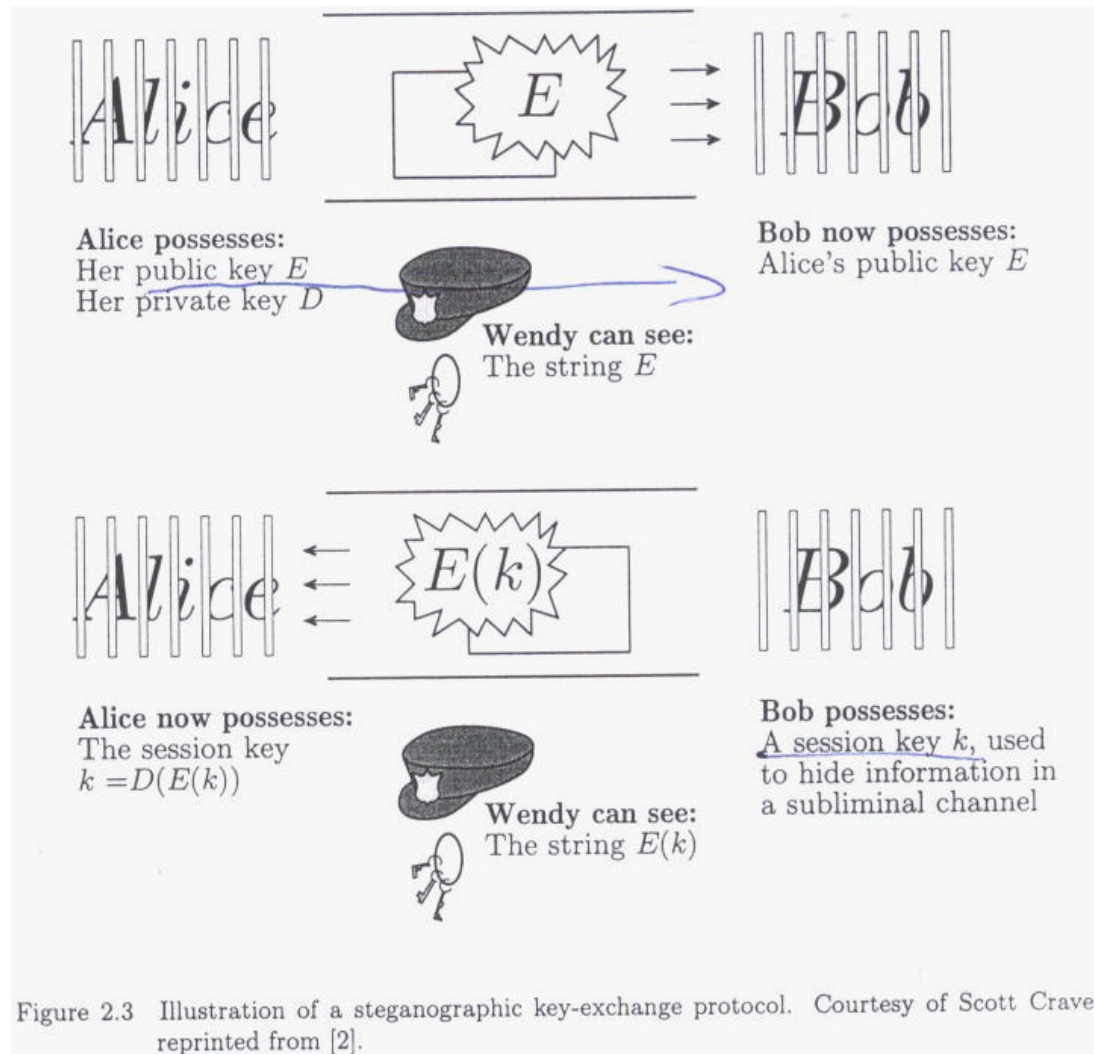 Alice
E
Bob
Alice possesses:
Her public key E
Her private key D
Bob now possesses:
Alice's public key E
Wendy can see:
The string E
Alice
E(k)
Bob
Alice now possesses:
The session key
k =D(E(k))
Bob possesses:
A session key k, used
to hide information in
a subliminal channel
Wendy can see:
The string E(k)
Figure 2.3 Illustration of a steganographic key-exchange protocol. Courtesy of Scott Crave
reprinted from [2].